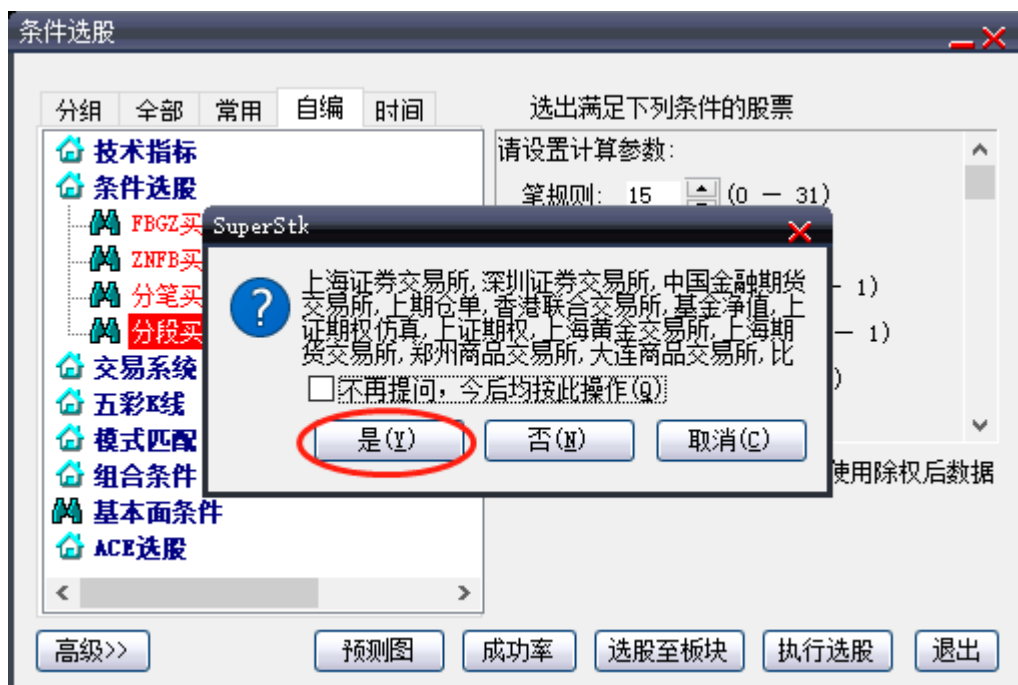 条件选股
分组 全部 常用 自编 时间
选出满足下列条件的股票
技术指标
条件选股
FBGZ买
ZNFB买
分笔买
分段买
交易系统
五彩K线
模式匹配
组合条件
基本面条件
ACE选股
请设置计算参数:
笔规则: 15 (0 — 31)
— 1)
— 1)
)
使用除权后数据
SuperStk
上海证券交易所,深圳证券交易所,中国金融期货
交易所,上期仓单,香港联合交易所,基金净值,上
证期权仿真,上证期权,上海黄金交易所,上海期
货交易所,郑州商品交易所,大连商品交易所,比
不再提问，今后均按此操作(Q)
是(Y) 否(N) 取消(C)
高级>> 预测图 成功率 选股至板块 执行选股 退出